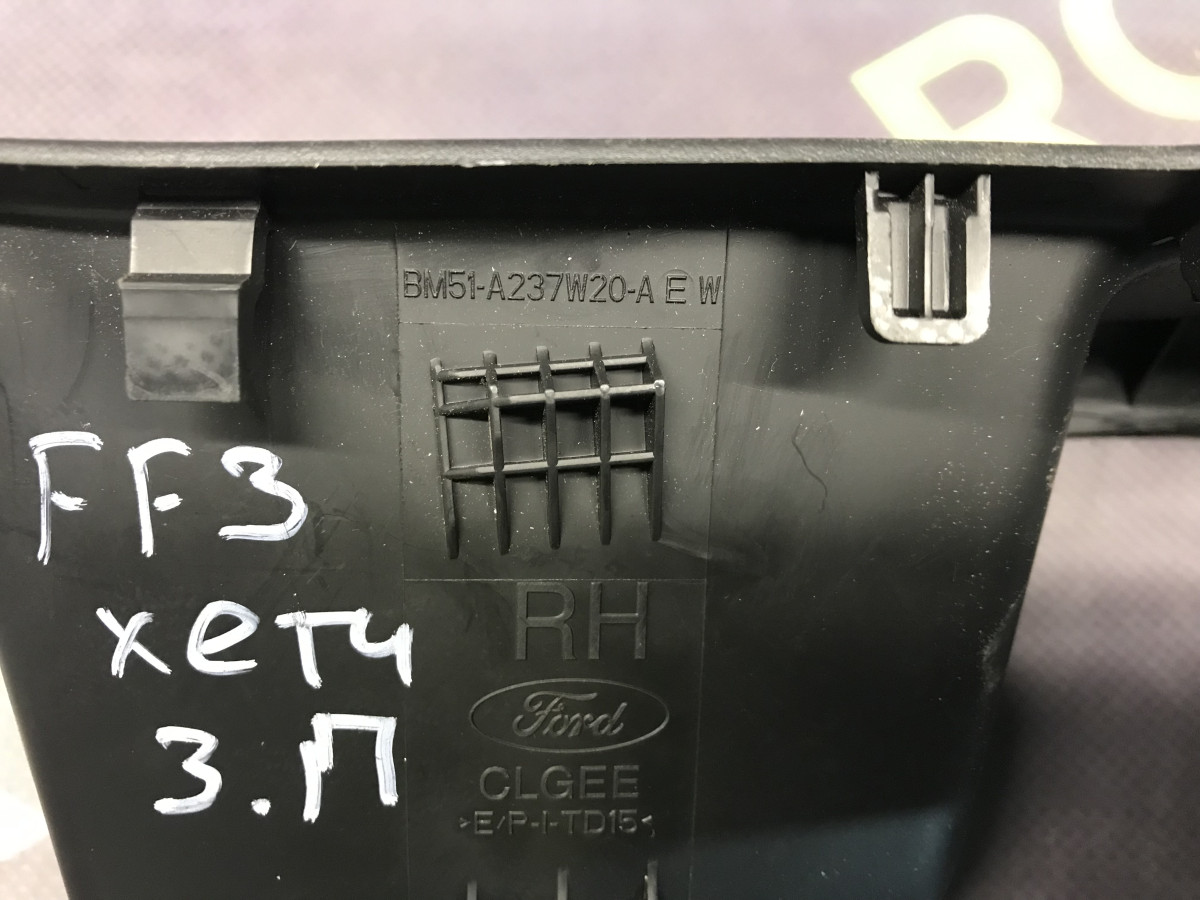 BM51-A237W20-A E W
FF3
хетч
з.П
RH
Ford
CLGEE
>E/P-I-TD15<